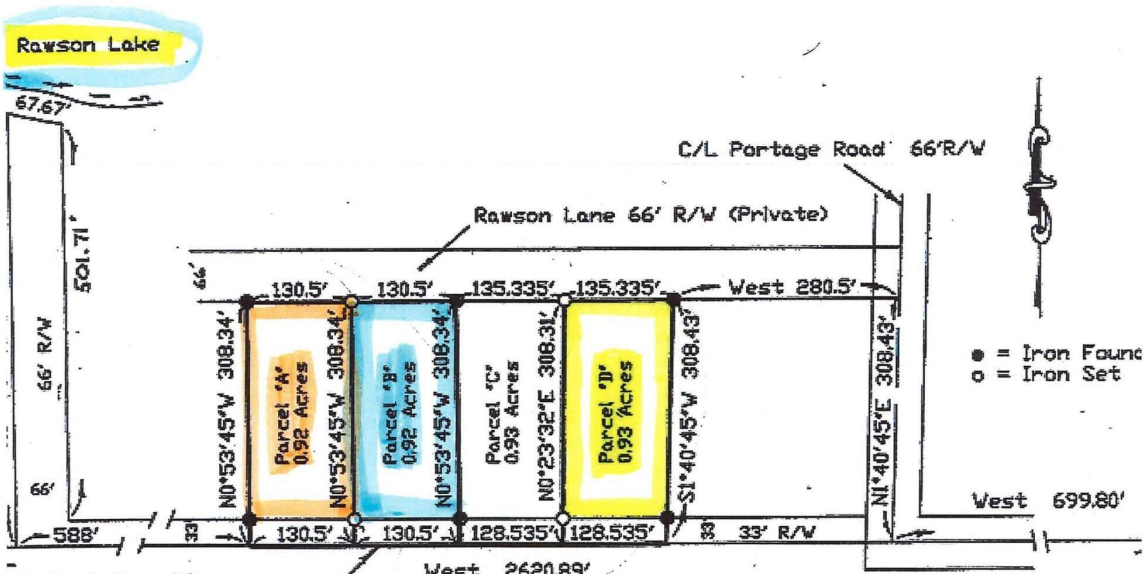 Rawson Lake
67.67'
C/L Portage Road 66'R/W
Rawson Lane 66' R/W (Private)
501.71'
66'
130.5' 130.5' 135.335' 135.335' West 280.5'
66' R/W
N0°53'45"W 308.34'
Parcel "A"
0.92 Acres
N0°53'45"W 308.34'
Parcel "B"
0.92 Acres
N0°53'45"W 308.34'
Parcel "C"
0.93 Acres
N0°23'32"E 308.31'
Parcel "D"
0.93 Acres
S1°40'45"W 308.43'
N1°40'45"E 308.43'
● = Iron Found
○ = Iron Set
66'
West 699.80'
588' 33' 130.5' 130.5' 128.535' 128.535' 33' 33' R/W
West 2620.89'